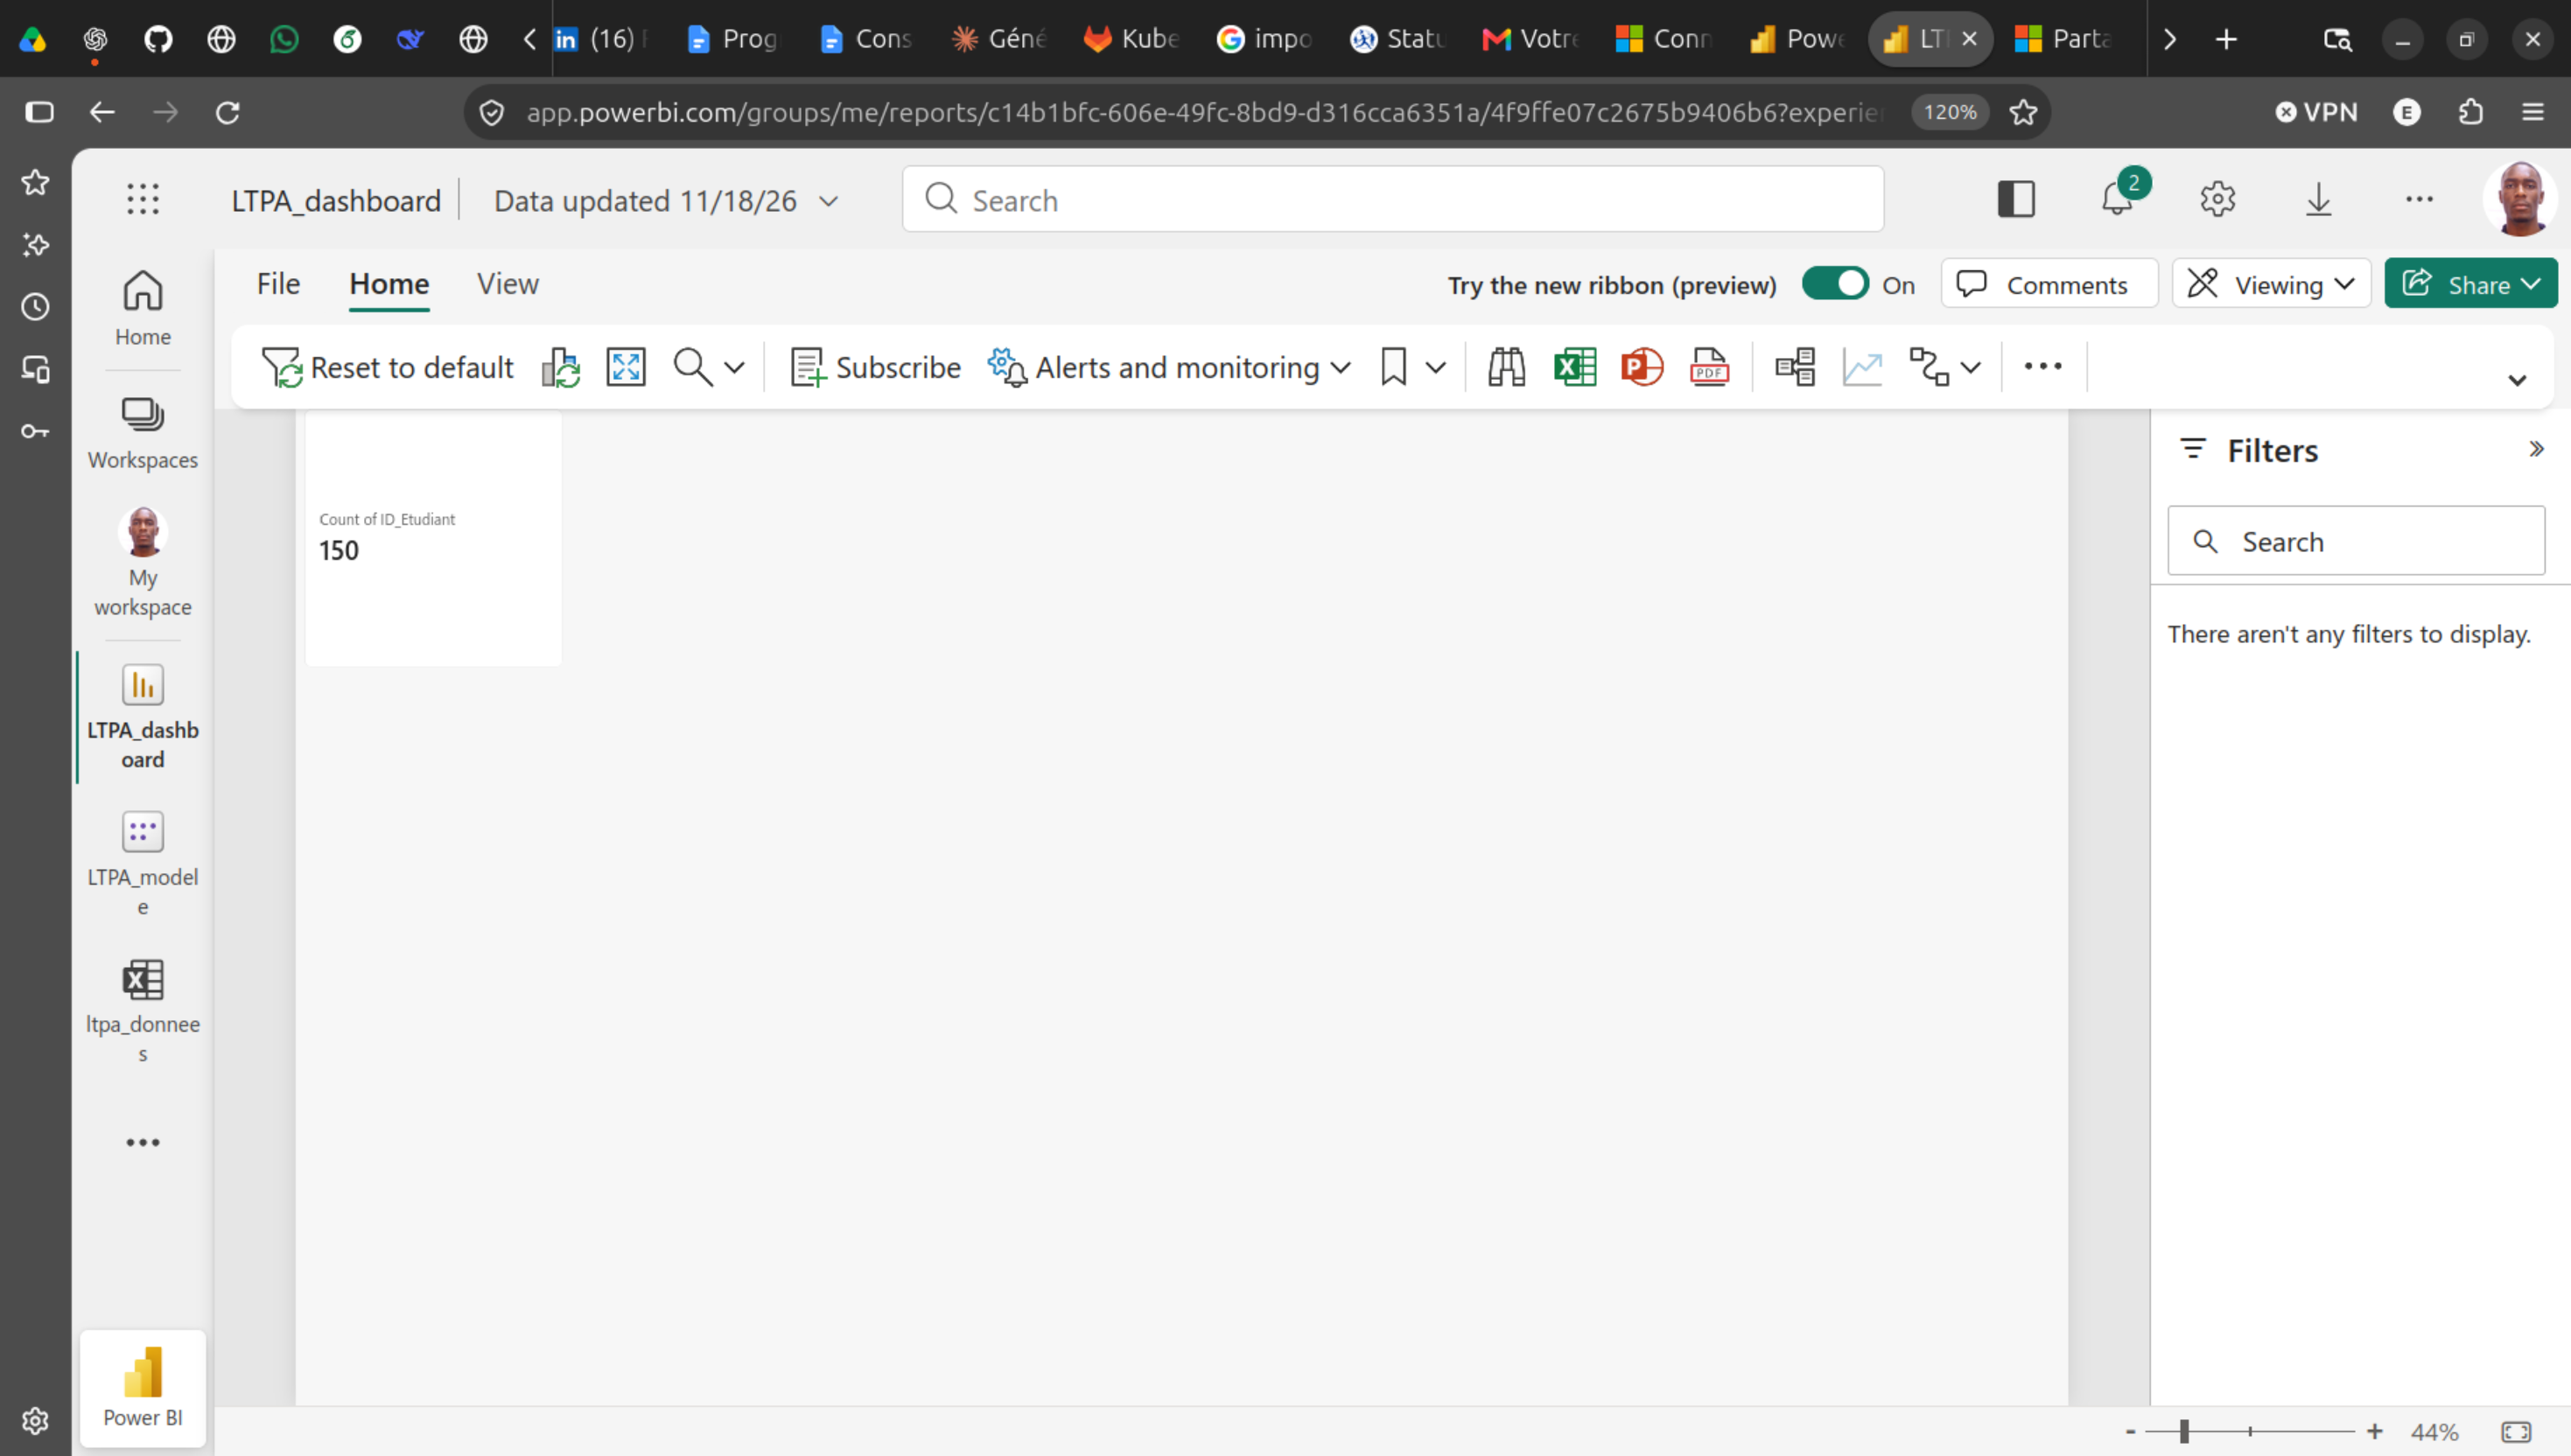 (16) F
Prog
Cons
Géné
Kube
impo
Statu
Votre
Conn
Powe
LT
Parta
app.powerbi.com/groups/me/reports/c14b1bfc-606e-49fc-8bd9-d316cca6351a/4f9ffe07c2675b9406b6?experie
120%
VPN
E
LTPA_dashboard
Data updated 11/18/26
Search
2
File
Home
View
Try the new ribbon (preview)
On
Comments
Viewing
Share
Reset to default
Subscribe
Alerts and monitoring
PDF
Home
Workspaces
My
workspace
LTPA_dashb
oard
LTPA_model
e
ltpa_donnee
s
Power BI
Count of ID_Etudiant
150
Filters
Search
There aren't any filters to display.
- + 44%